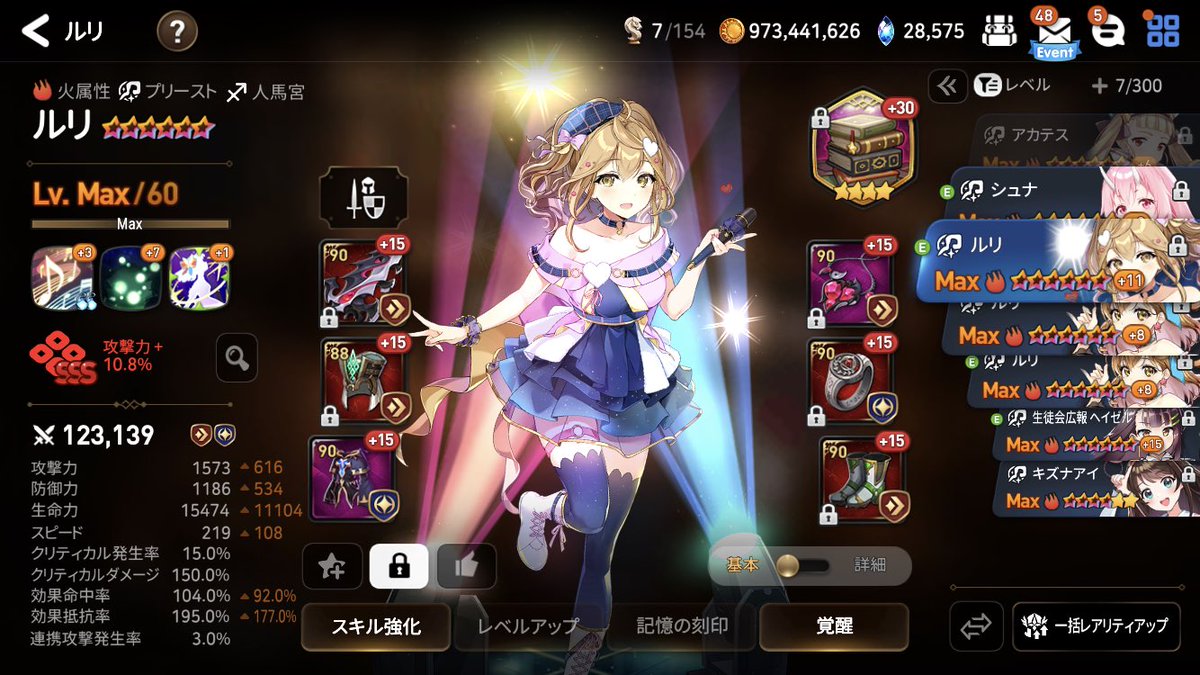 ルリ
?
7/154
973,441,626
28,575
48
Event
5
火属性 プリースト 人馬宮
ルリ
Lv. Max/60
Max
+3
+7
+1
SSS
攻撃力 +
10.8%
123,139
攻撃力 1573 616
防御力 1186 534
生命力 15474 11104
スピード 219 108
クリティカル発生率 15.0%
クリティカルダメージ 150.0%
効果命中率 104.0% 92.0%
効果抵抗率 195.0% 177.0%
連携攻撃発生率 3.0%
90 +15
88 +15
90 +15
+30
90 +15
90 +15
90 +15
基本
詳細
スキル強化
レベルアップ
記憶の刻印
覚醒
レベル
+ 7/300
アカテス
Max
E シュナ
E ルリ
Max +11
ルリ
Max +8
E ルリ
Max +8
E 生徒会広報 ヘイゼル
Max +15
キズナアイ
Max
一括レアリティアップ